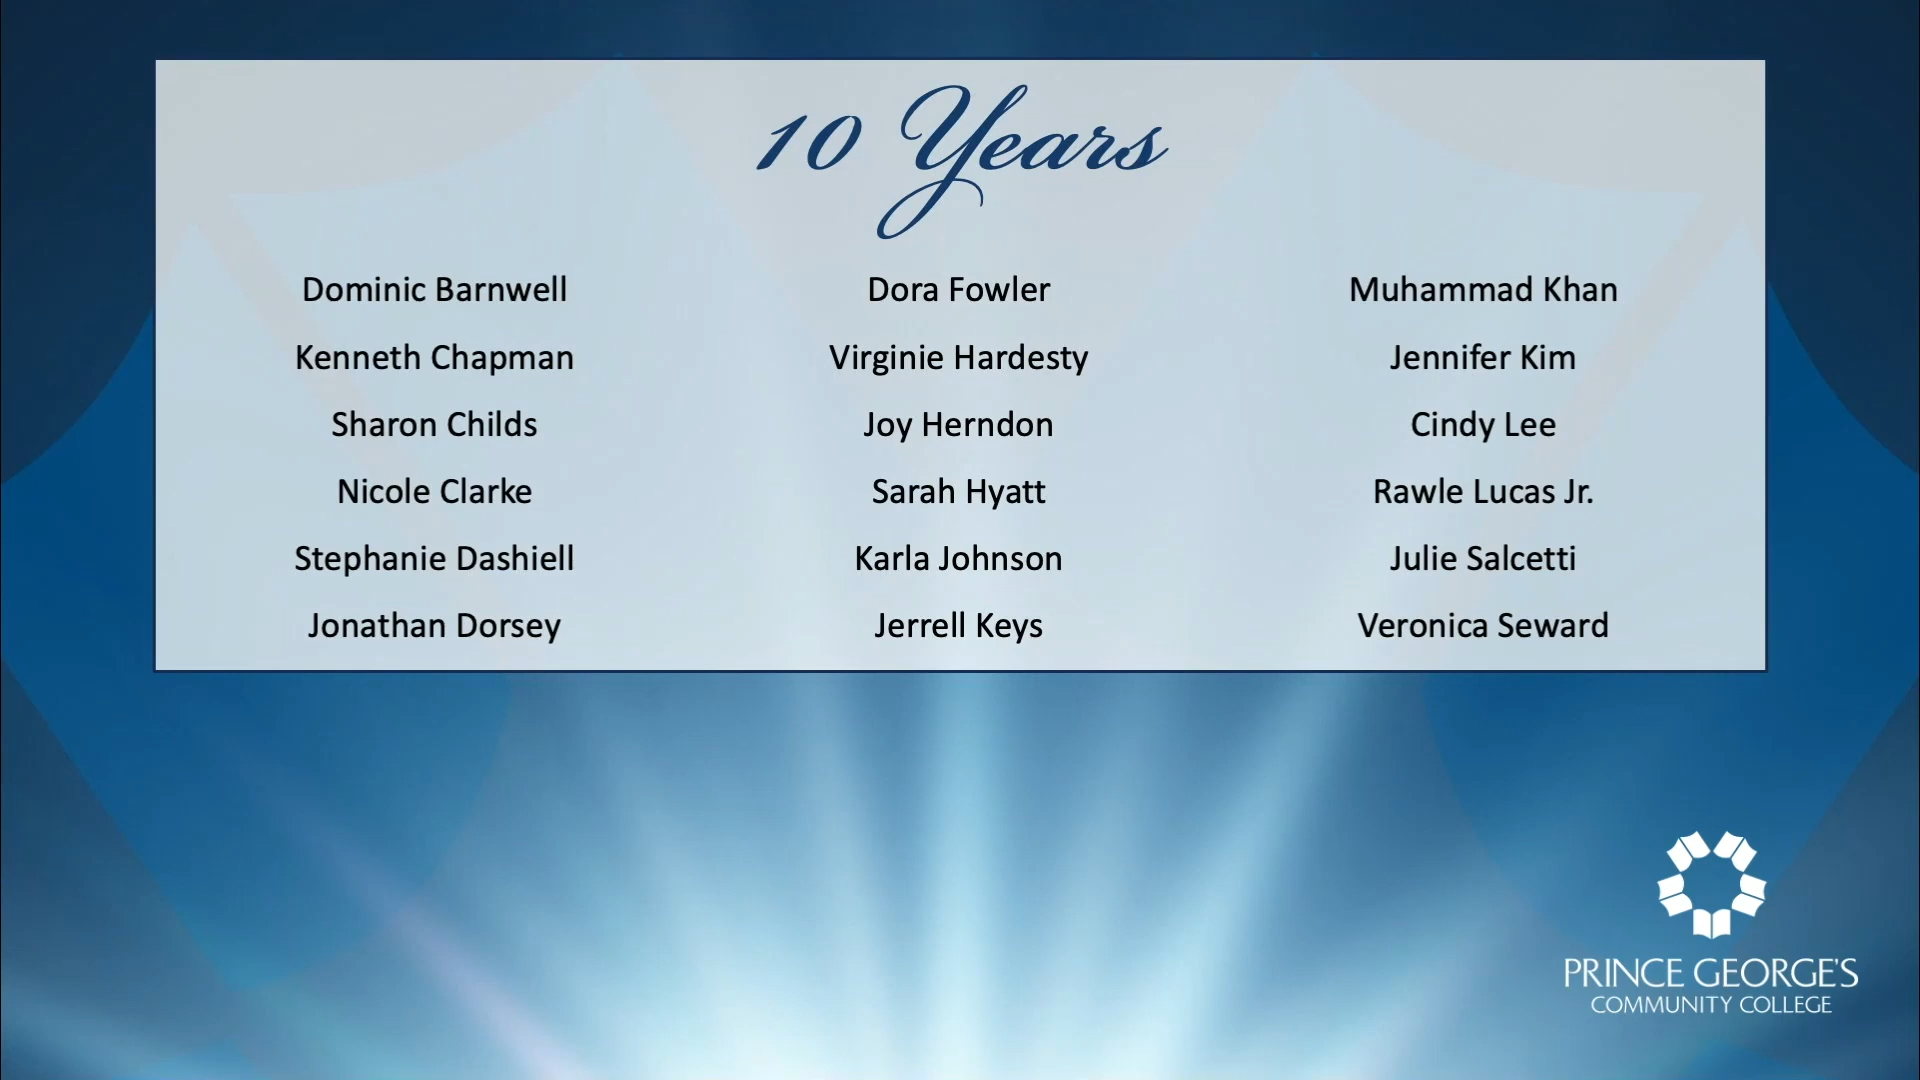 10 Years
Dominic Barnwell
Kenneth Chapman
Sharon Childs
Nicole Clarke
Stephanie Dashiell
Jonathan Dorsey
Dora Fowler
Virginie Hardesty
Joy Herndon
Sarah Hyatt
Karla Johnson
Jerrell Keys
Muhammad Khan
Jennifer Kim
Cindy Lee
Rawle Lucas Jr.
Julie Salcetti
Veronica Seward
PRINCE GEORGE'S
COMMUNITY COLLEGE